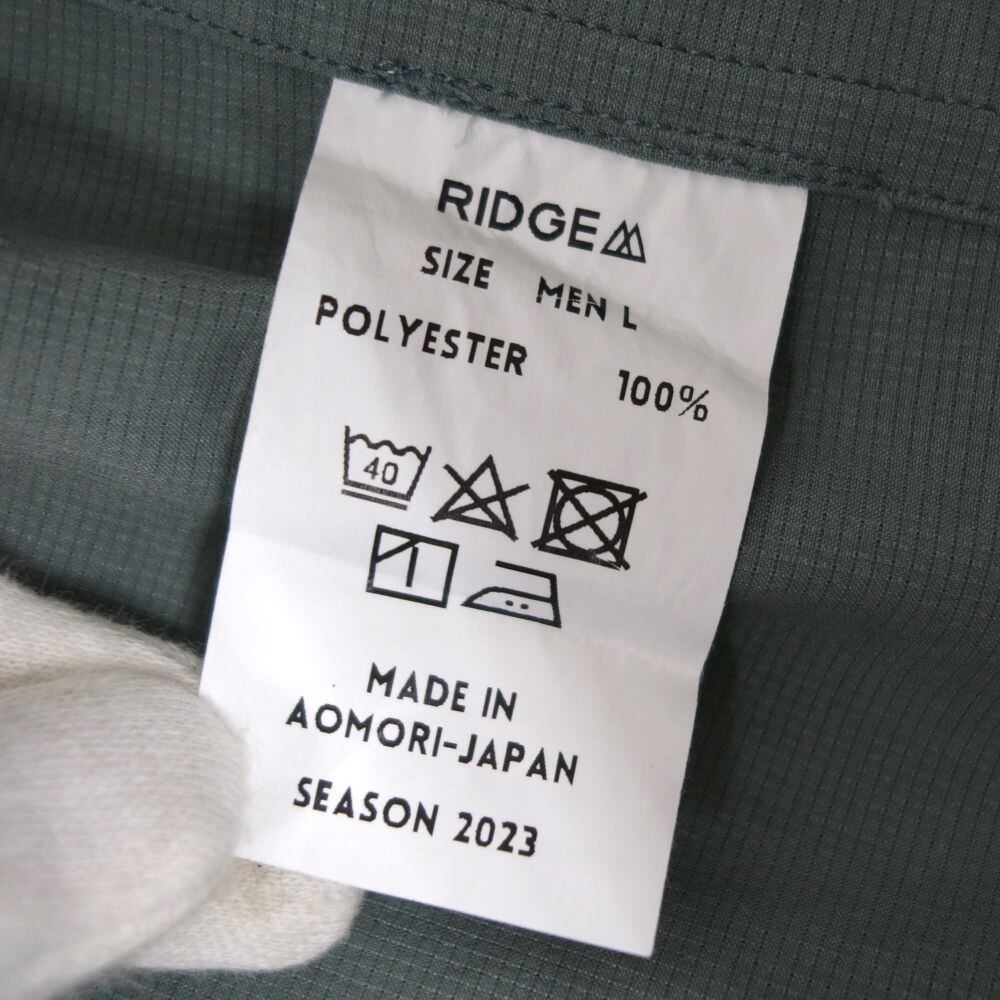 RIDGE
SIZE MEN L
POLYESTER 100%
40
MADE IN
AOMORI-JAPAN
SEASON 2023